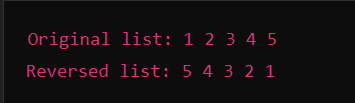 Original list: 1 2 3 4 5
Reversed list: 5 4 3 2 1